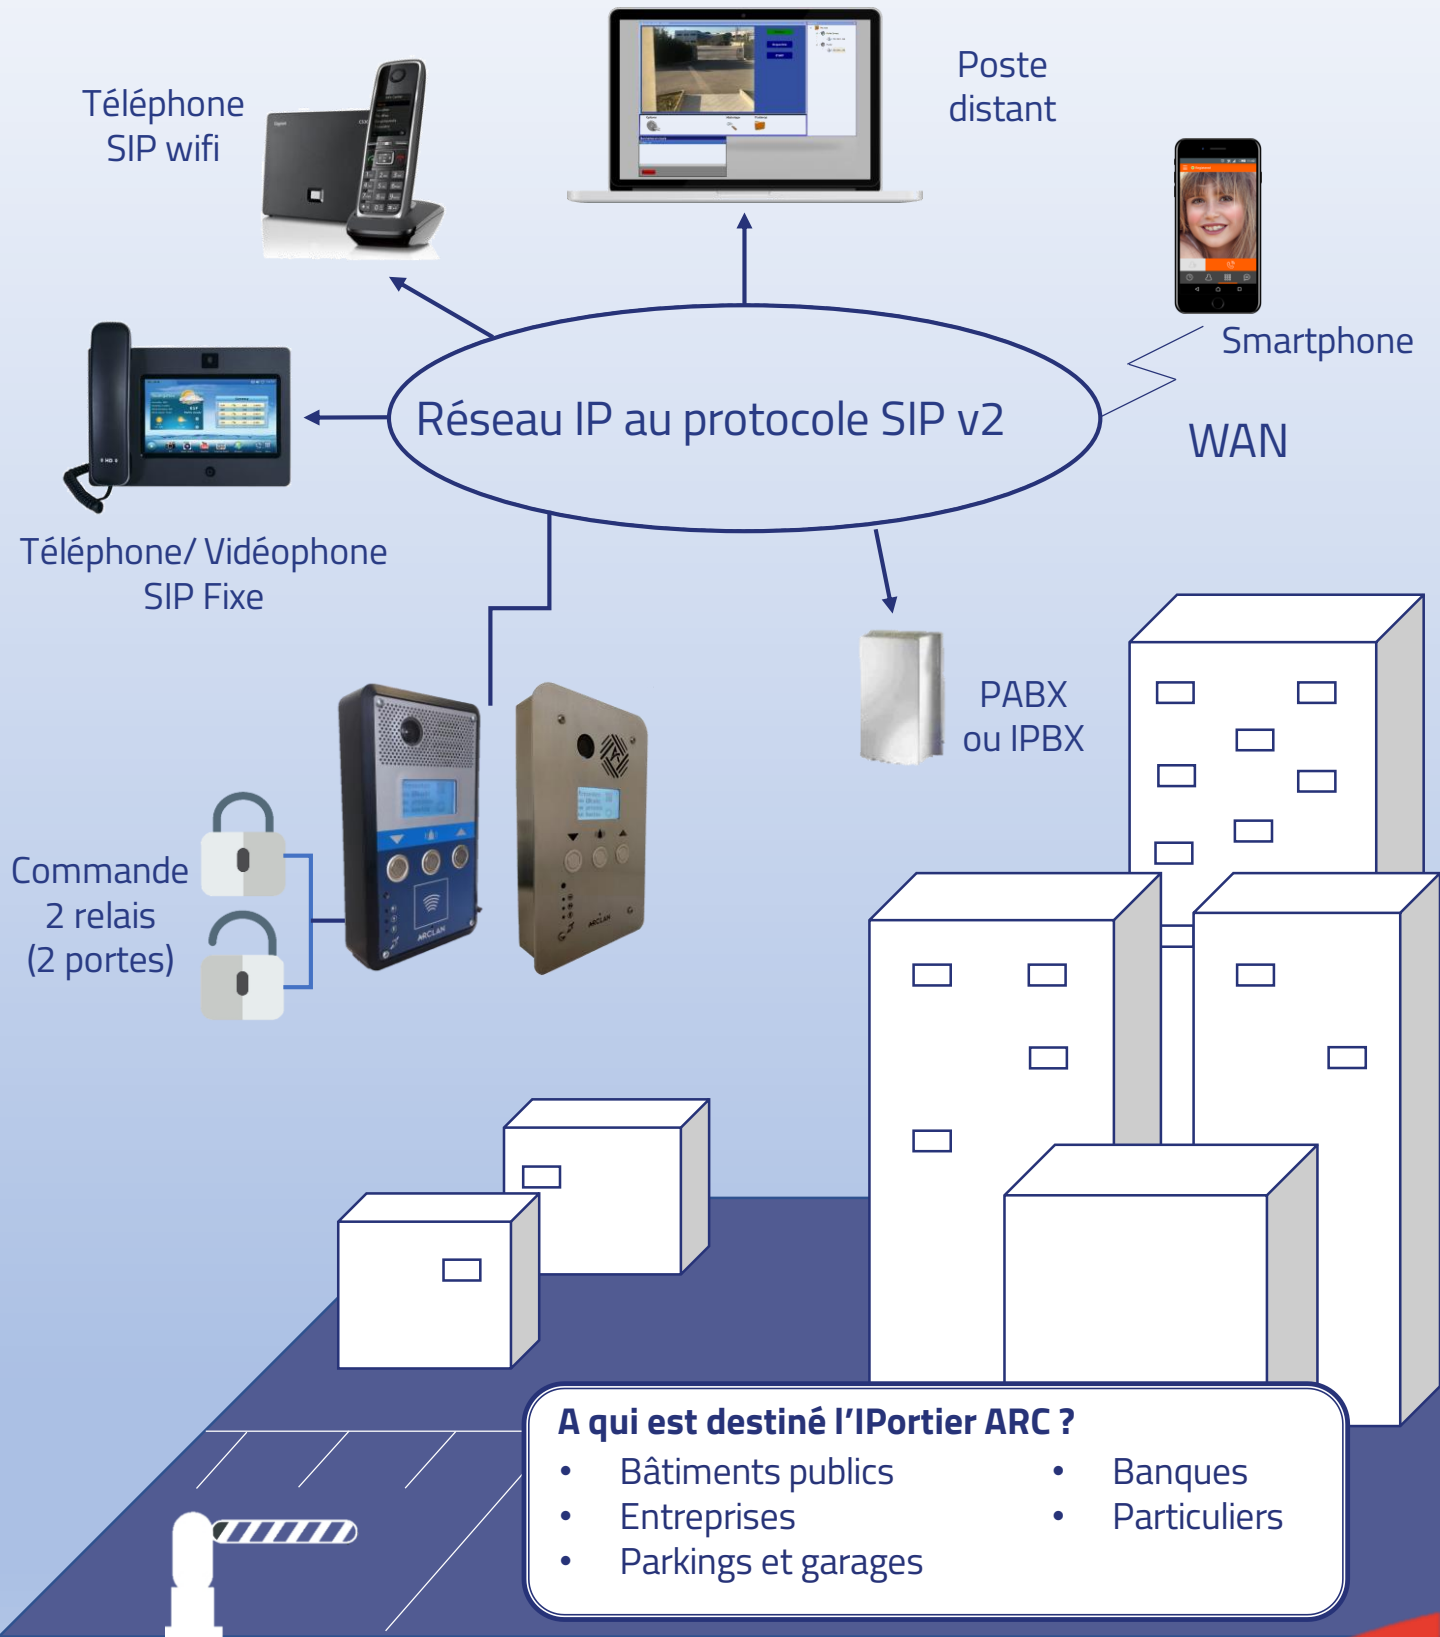 Téléphone
SIP wifi
Poste
distant
Smartphone
Réseau IP au protocole SIP v2
WAN
Téléphone/ Vidéophone
SIP Fixe
PABX
ou IPBX
Commande
2 relais
(2 portes)
ARCLAN
ARCLAN
A qui est destiné l'IPortier ARC ?
• Bâtiments publics
• Entreprises
• Parkings et garages
• Banques
• Particuliers